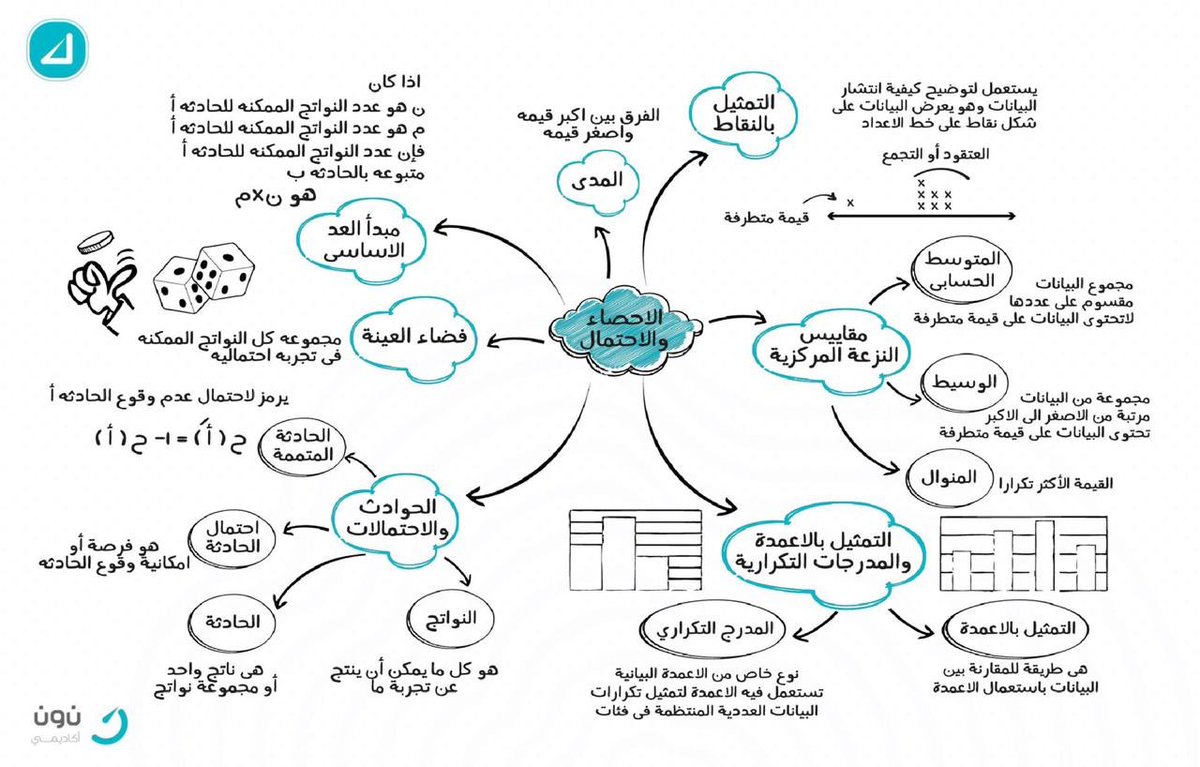 الاحصاء
والاحتمال
التمثيل
بالنقاط
يستعمل لتوضيح كيفية انتشار
البيانات وهو يعرض البيانات على
شكل نقاط على خط الاعداد
العتقود أو التجمع
x
x x x
x x x
x
قيمة متطرفة
المدى
الفرق بين اكبر قيمه
واصغر قيمه
مقاييس
النزعة المركزية
المتوسط
الحسابى
مجموع البيانات
مقسوم على عددها
لاتحتوى البيانات على قيمة متطرفة
الوسيط
مجموعة من البيانات
مرتبة من الاصغر الى الاكبر
تحتوى البيانات على قيمة متطرفة
المنوال
القيمة الأكثر تكرارا
التمثيل بالاعمدة
والمدرجات التكرارية
التمثيل بالاعمدة
هى طريقة للمقارنة بين
البيانات باستعمال الاعمدة
المدرج التكراري
نوع خاص من الاعمدة البيانية
تستعمل فيه الاعمدة لتمثيل تكرارات
البيانات العددية المنتظمة فى فئات
مبدأ العد
الاساسى
اذا كان
ن هو عدد النواتج الممكنه للحادثه أ
م هو عدد النواتج الممكنه للحادثه أ
فإن عدد النواتج الممكنه للحادثه أ
متبوعه بالحادثه ب
هو ن×م
فضاء العينة
مجموعه كل النواتج الممكنه
فى تجربه احتماليه
الحوادث
والاحتمالات
الحادثة
المتممة
يرمز لاحتمال عدم وقوع الحادثه أ
ح (أَ) = ١- ح (أ)
احتمال
الحادثة
هو فرصة أو
امكانية وقوع الحادثه
الحادثة
هى ناتج واحد
أو مجموعة نواتج
النواتج
هو كل ما يمكن أن ينتج
عن تجربة ما
نون
أكاديمي